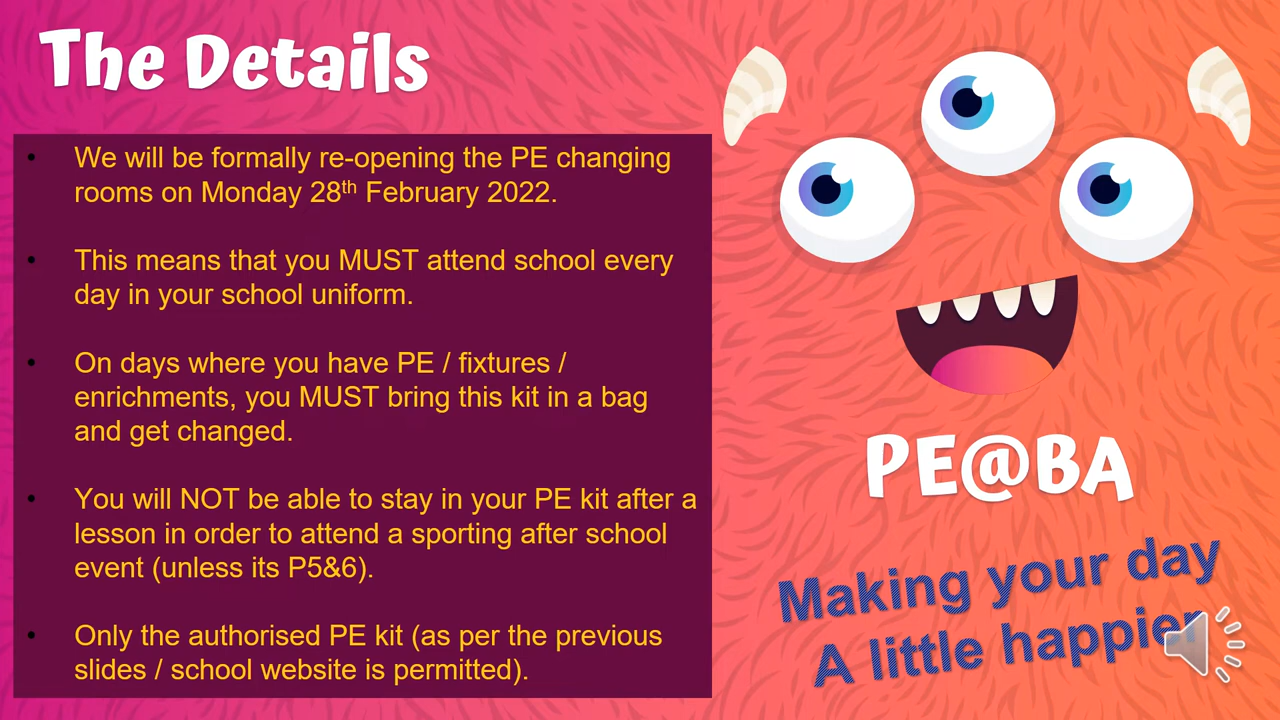 The Details
• We will be formally re-opening the PE changing
rooms on Monday 28th February 2022.
• This means that you MUST attend school every
day in your school uniform.
• On days where you have PE / fixtures /
enrichments, you MUST bring this kit in a bag
and get changed.
• You will NOT be able to stay in your PE kit after a
lesson in order to attend a sporting after school
event (unless its P5&6).
• Only the authorised PE kit (as per the previous
slides / school website is permitted).
PE@BA
Making your day
A little happier